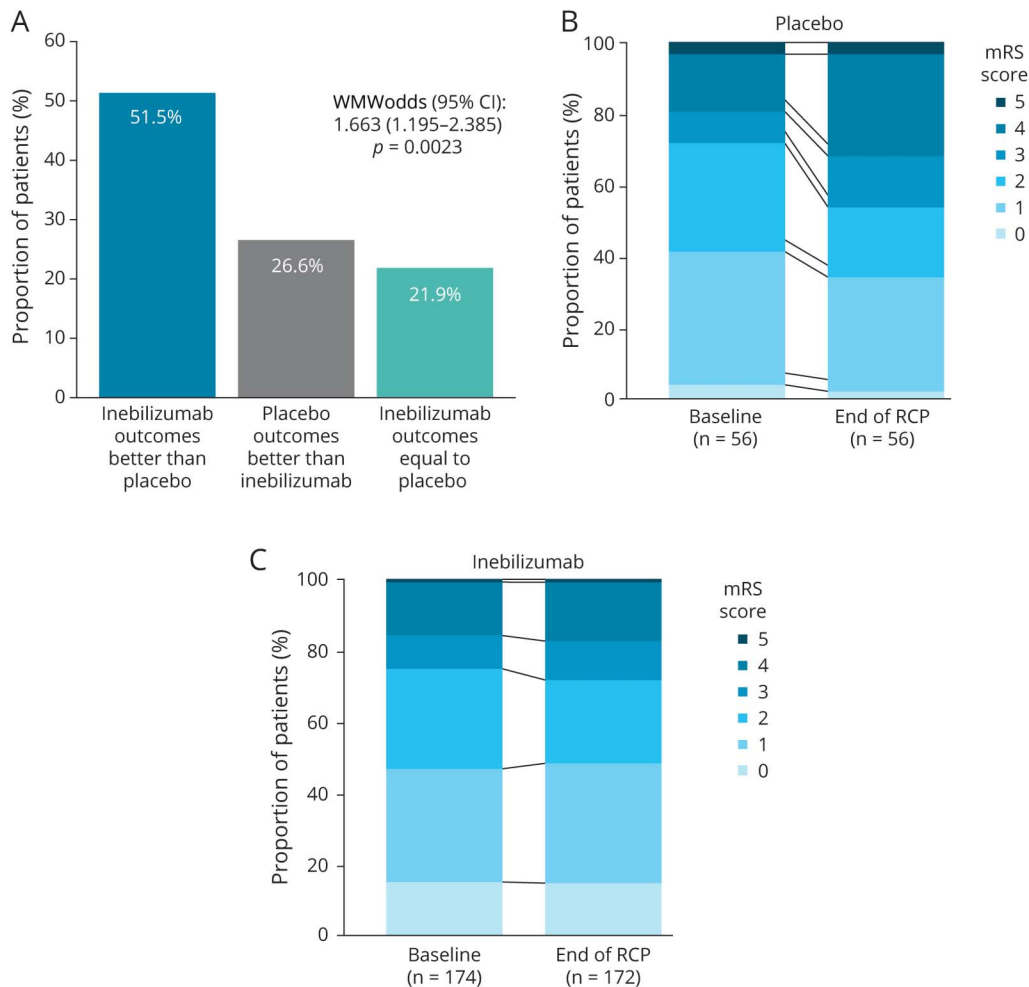 A
60
50
40
30
20
10
0
Proportion of patients (%)
51.5%
26.6%
21.9%
WMWodds (95% CI):
1.663 (1.195–2.385)
p = 0.0023
Inebilizumab
outcomes
better than
placebo
Placebo
outcomes
better than
inebilizumab
Inebilizumab
outcomes
equal to
placebo
B
Placebo
100
80
60
40
20
0
Proportion of patients (%)
Baseline
(n = 56)
End of RCP
(n = 56)
mRS
score
5
4
3
2
1
0
C
Inebilizumab
100
80
60
40
20
0
Proportion of patients (%)
Baseline
(n = 174)
End of RCP
(n = 172)
mRS
score
5
4
3
2
1
0